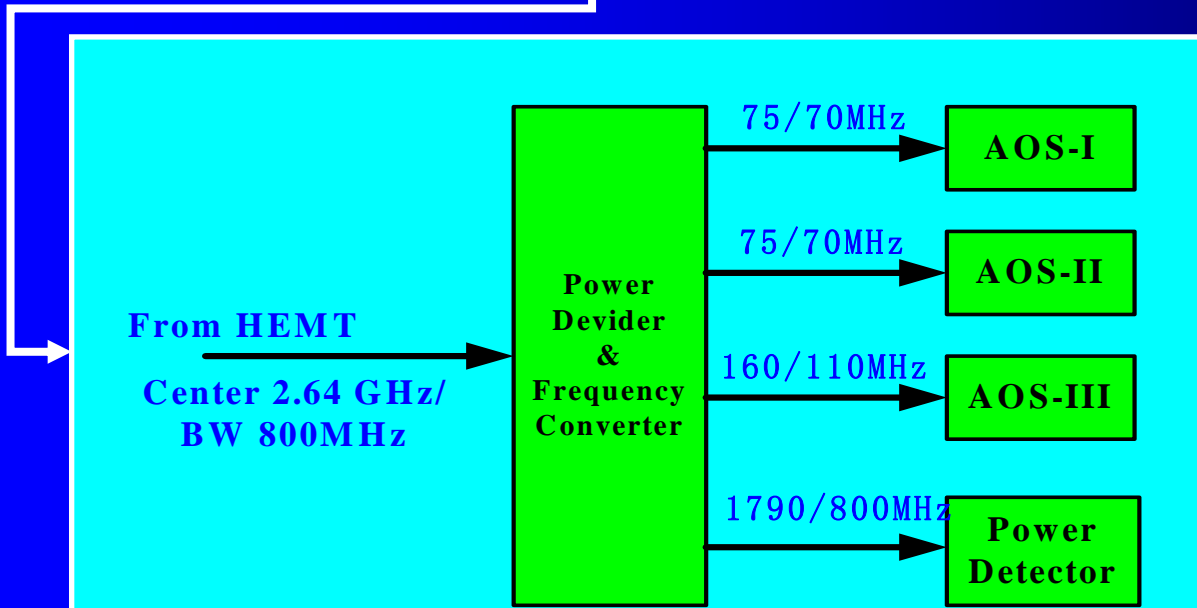 From HEMT
Center 2.64 GHz/
BW 800MHz
Power
Devider
&
Frequency
Converter
75/70MHz
AOS-I
75/70MHz
AOS-II
160/110MHz
AOS-III
1790/800MHz
Power
Detector